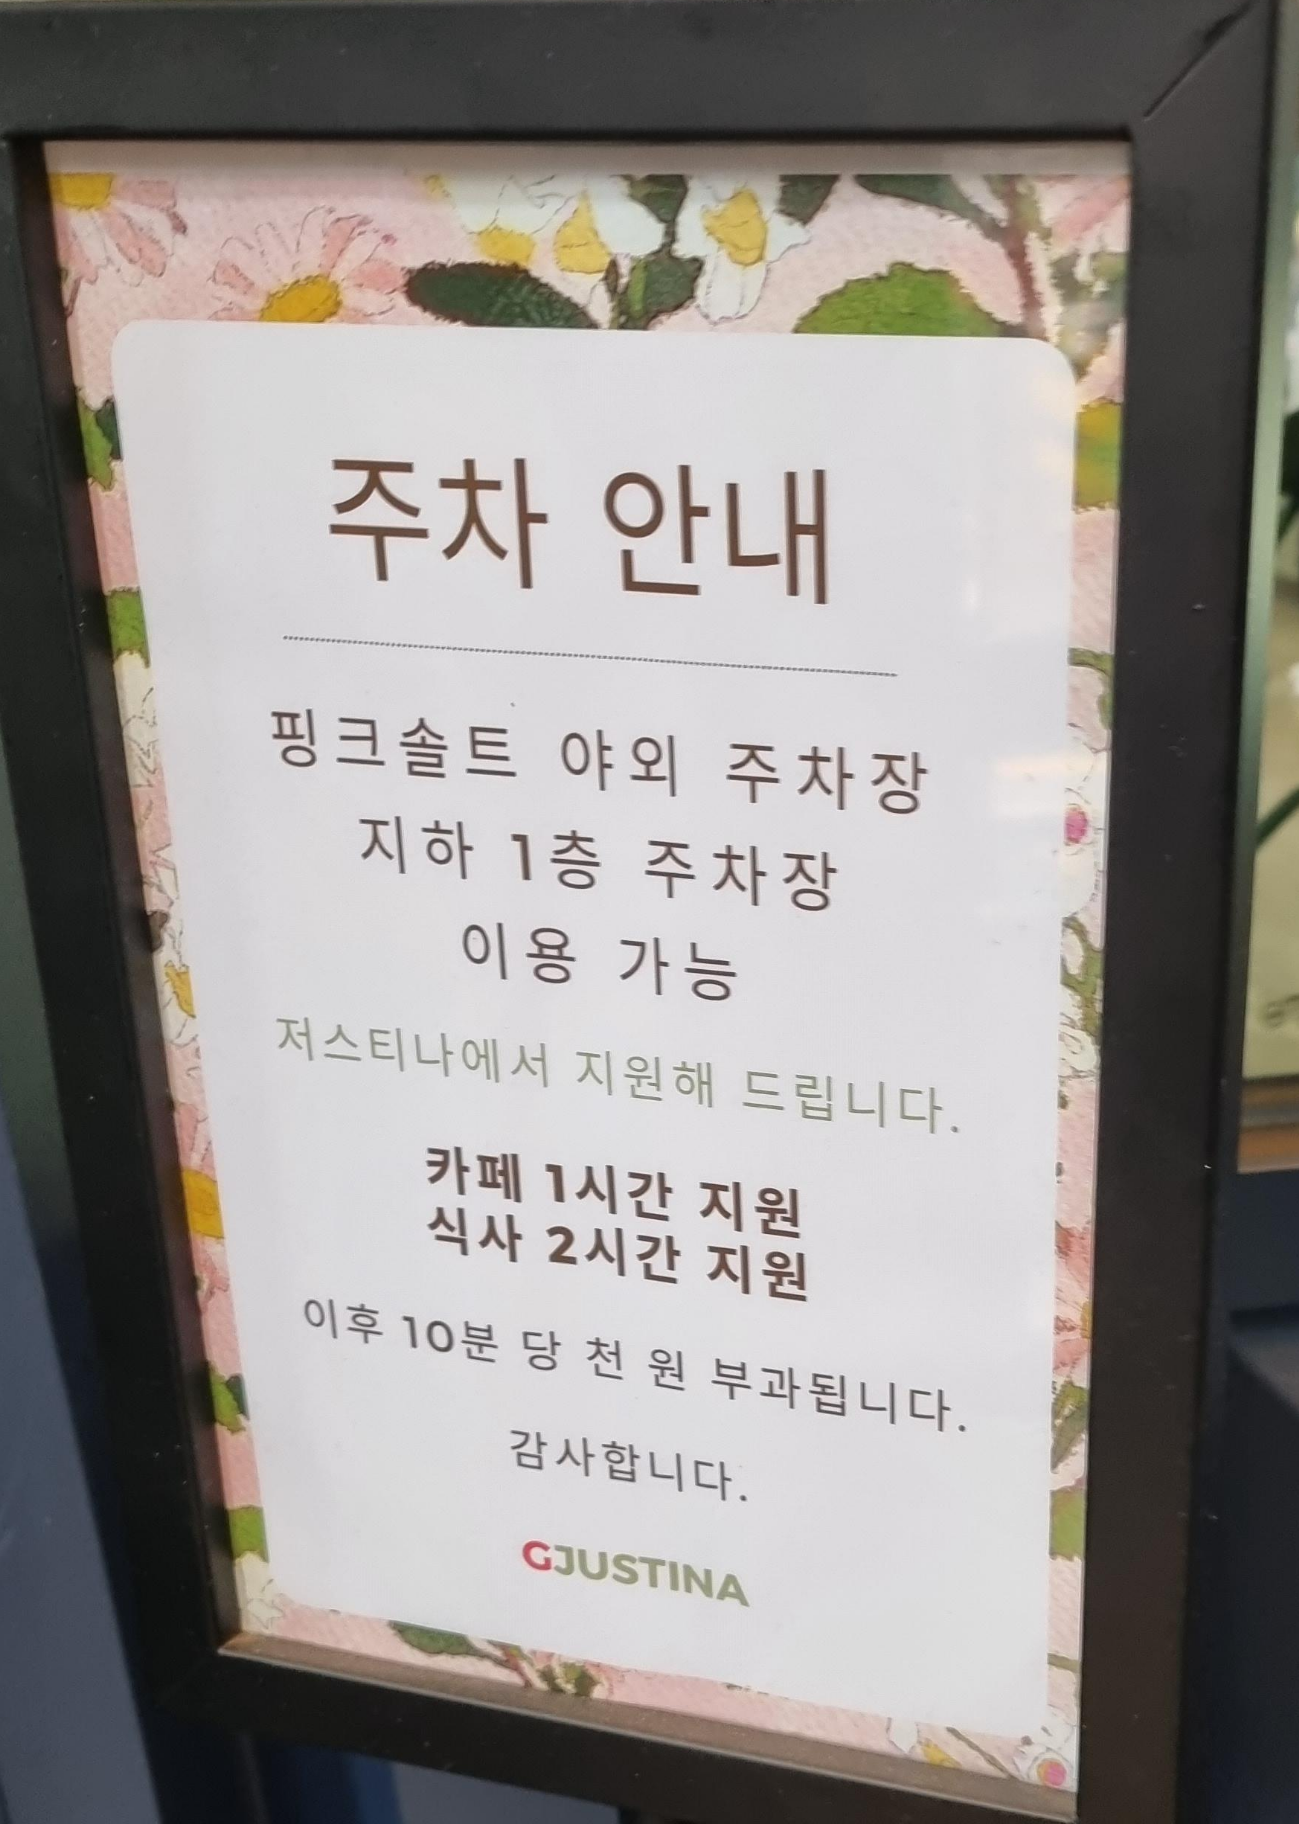 주차 안내
핑크솔트 야외 주차장
지하 1층 주차장
이용 가능
저스티나에서 지원해 드립니다.
카페 1시간 지원
식사 2시간 지원
이후 10분 당 천 원 부과됩니다.
감사합니다.
GJUSTINA